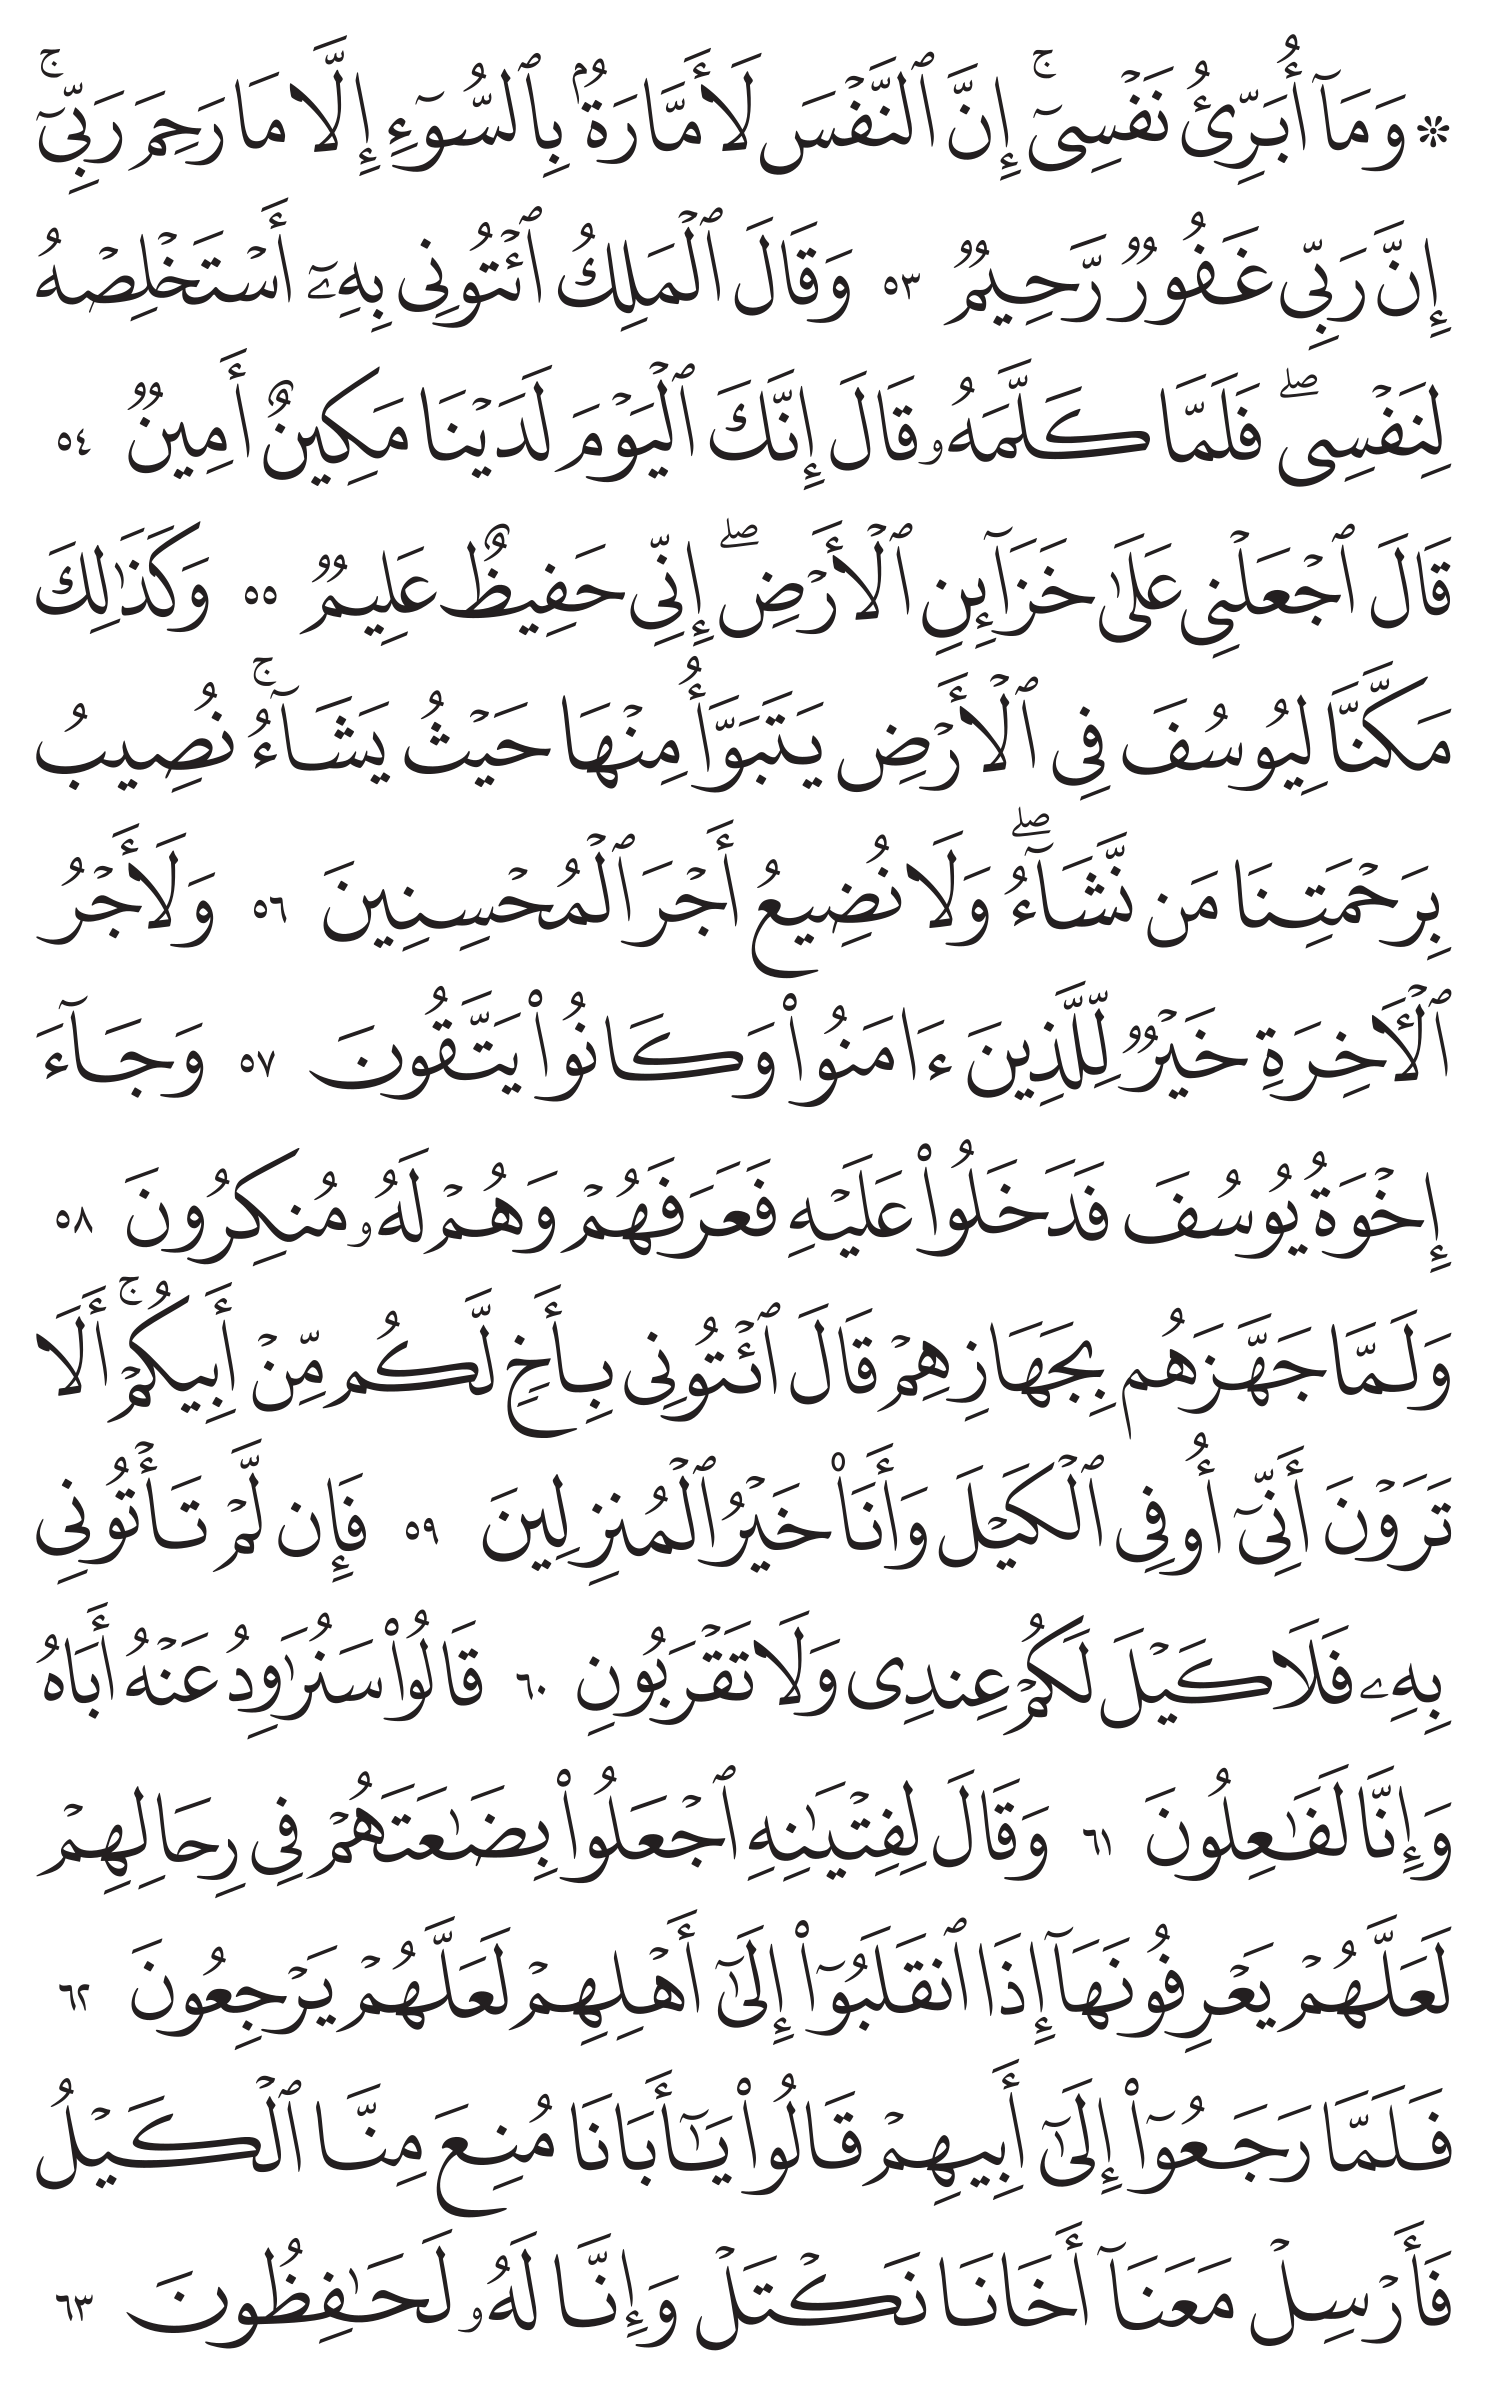 ۞ وَمَآ أُبَرِّئُ نَفۡسِيٓۚ إِنَّ ٱلنَّفۡسَ لَأَمَّارَةُۢ بِٱلسُّوٓءِ إِلَّا مَا رَحِمَ رَبِّيٓۚ
إِنَّ رَبِّي غَفُورٞ رَّحِيمٞ ٥٣ وَقَالَ ٱلۡمَلِكُ ٱئۡتُونِي بِهِۦٓ أَسۡتَخۡلِصۡهُ
لِنَفۡسِيۖ فَلَمَّا كَلَّمَهُۥ قَالَ إِنَّكَ ٱلۡيَوۡمَ لَدَيۡنَا مَكِينٌ أَمِينٞ ٥٤
قَالَ ٱجۡعَلۡنِي عَلَىٰ خَزَآئِنِ ٱلۡأَرۡضِۖ إِنِّي حَفِيظٌ عَلِيمٞ ٥٥ وَكَذَٰلِكَ
مَكَّنَّا لِيُوسُفَ فِي ٱلۡأَرۡضِ يَتَبَوَّأُ مِنۡهَا حَيۡثُ يَشَآءُۚ نُصِيبُ
بِرَحۡمَتِنَا مَن نَّشَآءُۖ وَلَا نُضِيعُ أَجۡرَ ٱلۡمُحۡسِنِينَ ٥٦ وَلَأَجۡرُ
ٱلۡأٓخِرَةِ خَيۡرٞ لِّلَّذِينَ ءَامَنُواْ وَكَانُواْ يَتَّقُونَ ٥٧ وَجَآءَ
إِخۡوَةُ يُوسُفَ فَدَخَلُواْ عَلَيۡهِ فَعَرَفَهُمۡ وَهُمۡ لَهُۥ مُنكِرُونَ ٥٨
وَلَمَّا جَهَّزَهُم بِجَهَازِهِمۡ قَالَ ٱئۡتُونِي بِأَخٖ لَّكُم مِّنۡ أَبِيكُمۡۚ أَلَا
تَرَوۡنَ أَنِّيٓ أُوفِي ٱلۡكَيۡلَ وَأَنَا۠ خَيۡرُ ٱلۡمُنزِلِينَ ٥٩ فَإِن لَّمۡ تَأۡتُونِي
بِهِۦ فَلَا كَيۡلَ لَكُمۡ عِندِي وَلَا تَقۡرَبُونِ ٦٠ قَالُواْ سَنُرَٰوِدُ عَنۡهُ أَبَاهُ
وَإِنَّا لَفَٰعِلُونَ ٦١ وَقَالَ لِفِتۡيَٰنِهِ ٱجۡعَلُواْ بِضَٰعَتَهُمۡ فِي رِحَالِهِمۡ
لَعَلَّهُمۡ يَعۡرِفُونَهَآ إِذَا ٱنقَلَبُوٓاْ إِلَىٰٓ أَهۡلِهِمۡ لَعَلَّهُمۡ يَرۡجِعُونَ ٦٢
فَلَمَّا رَجَعُوٓاْ إِلَىٰٓ أَبِيهِمۡ قَالُواْ يَٰٓأَبَانَا مُنِعَ مِنَّا ٱلۡكَيۡلُ
فَأَرۡسِلۡ مَعَنَآ أَخَانَا نَكۡتَلۡ وَإِنَّا لَهُۥ لَحَٰفِظُونَ ٦٣